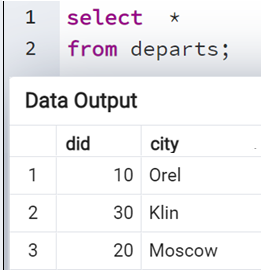 1 select *
2 from departs;
Data Output
did city
1 10 Orel
2 30 Klin
3 20 Moscow